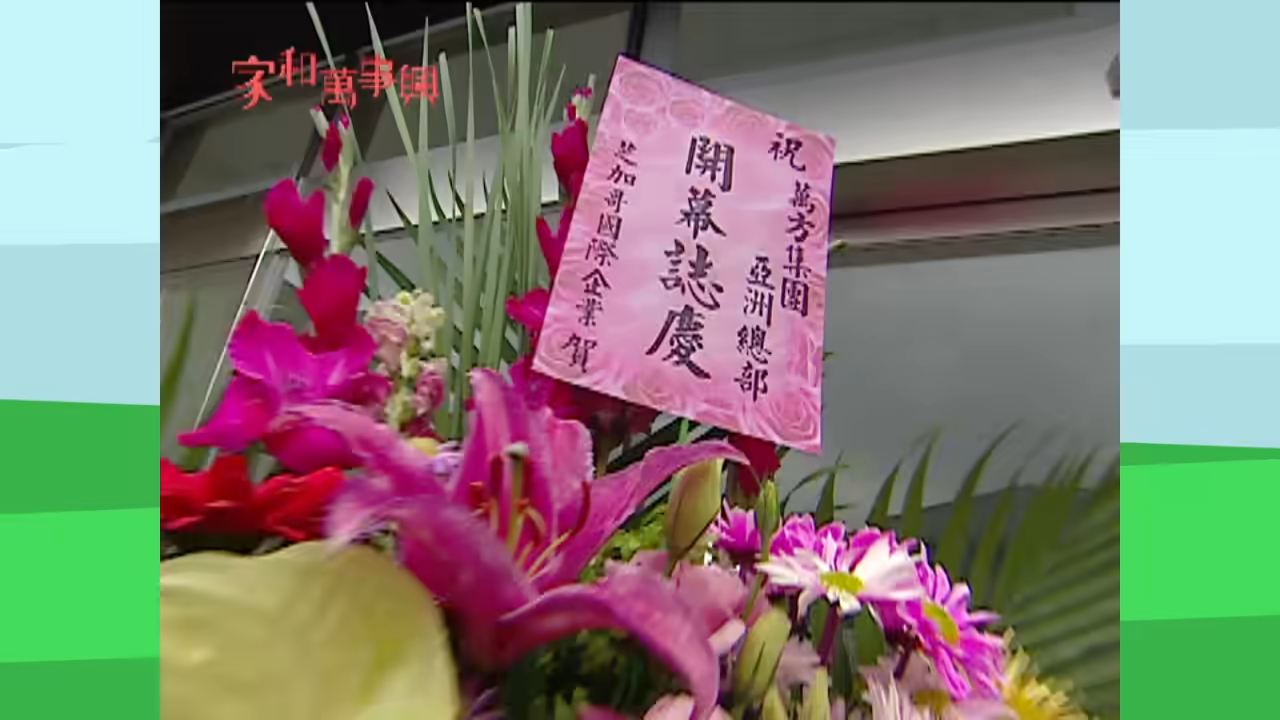 家和萬事興
祝
萬方集團
亞洲總部
開幕誌慶
芝加哥國際企業 賀